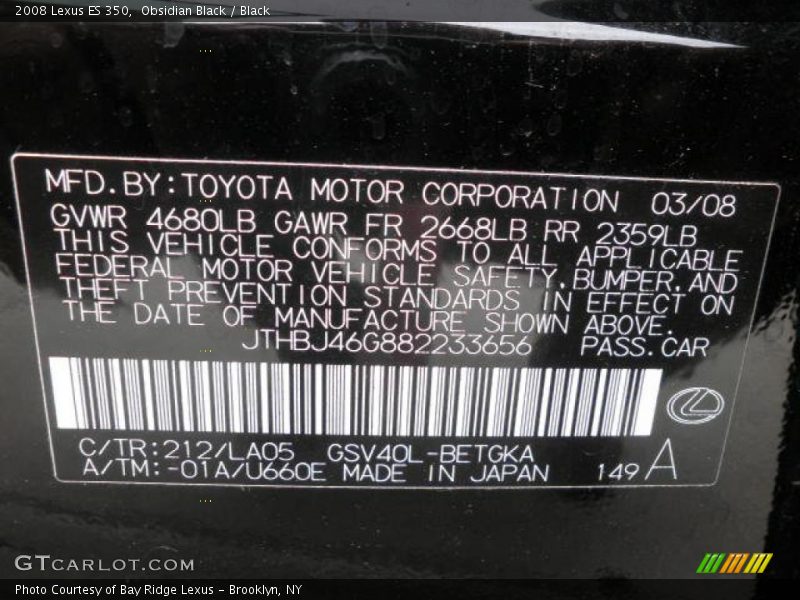 2008 Lexus ES 350,  Obsidian Black / Black
MFD.BY:TOYOTA MOTOR CORPORATION 03/08
GVWR 4680LB GAWR FR 2668LB RR 2359LB
THIS VEHICLE CONFORMS TO ALL APPLICABLE
FEDERAL MOTOR VEHICLE SAFETY.BUMPER.AND
THEFT PREVENTION STANDARDS IN EFFECT ON
THE DATE OF MANUFACTURE SHOWN ABOVE.
JTHBJ46G882233656 PASS.CAR
C/TR:212/LA05 GSV40L-BETGKA
A/TM:-01A/U660E MADE IN JAPAN 149 A
GTCARLOT.COM
Photo Courtesy of Bay Ridge Lexus - Brooklyn, NY